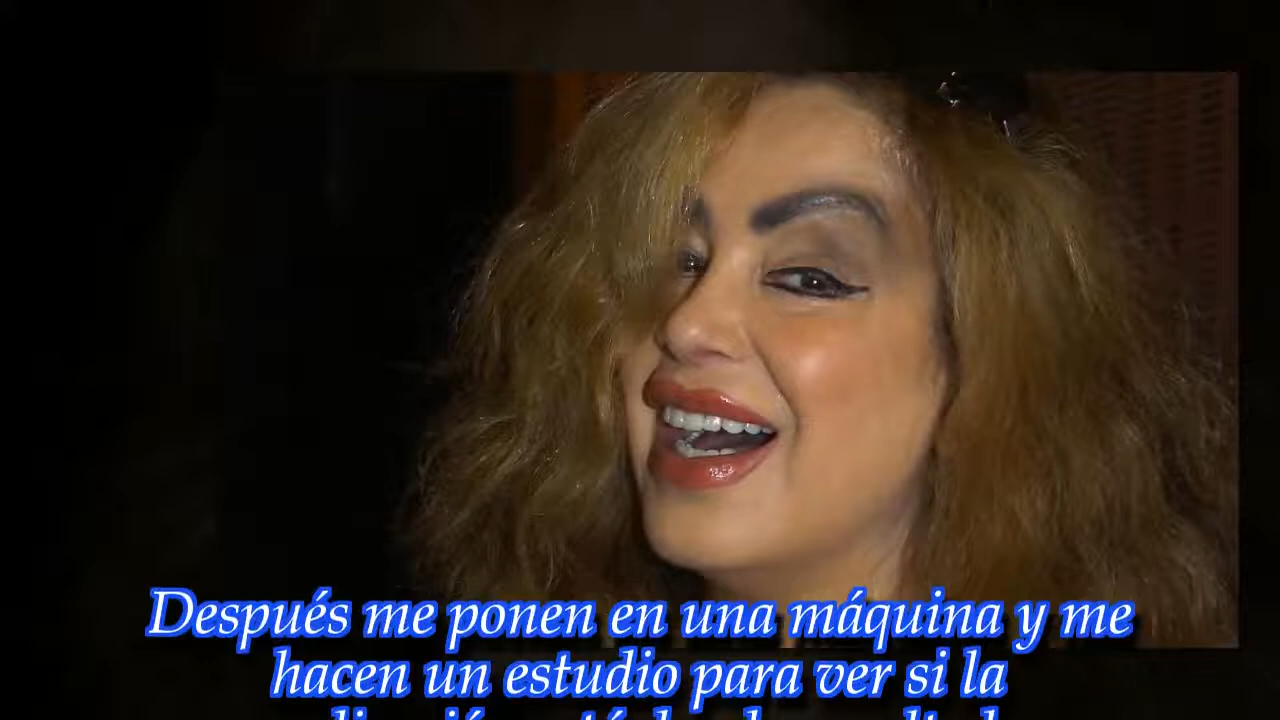 Después me ponen en una máquina y me
hacen un estudio para ver si la